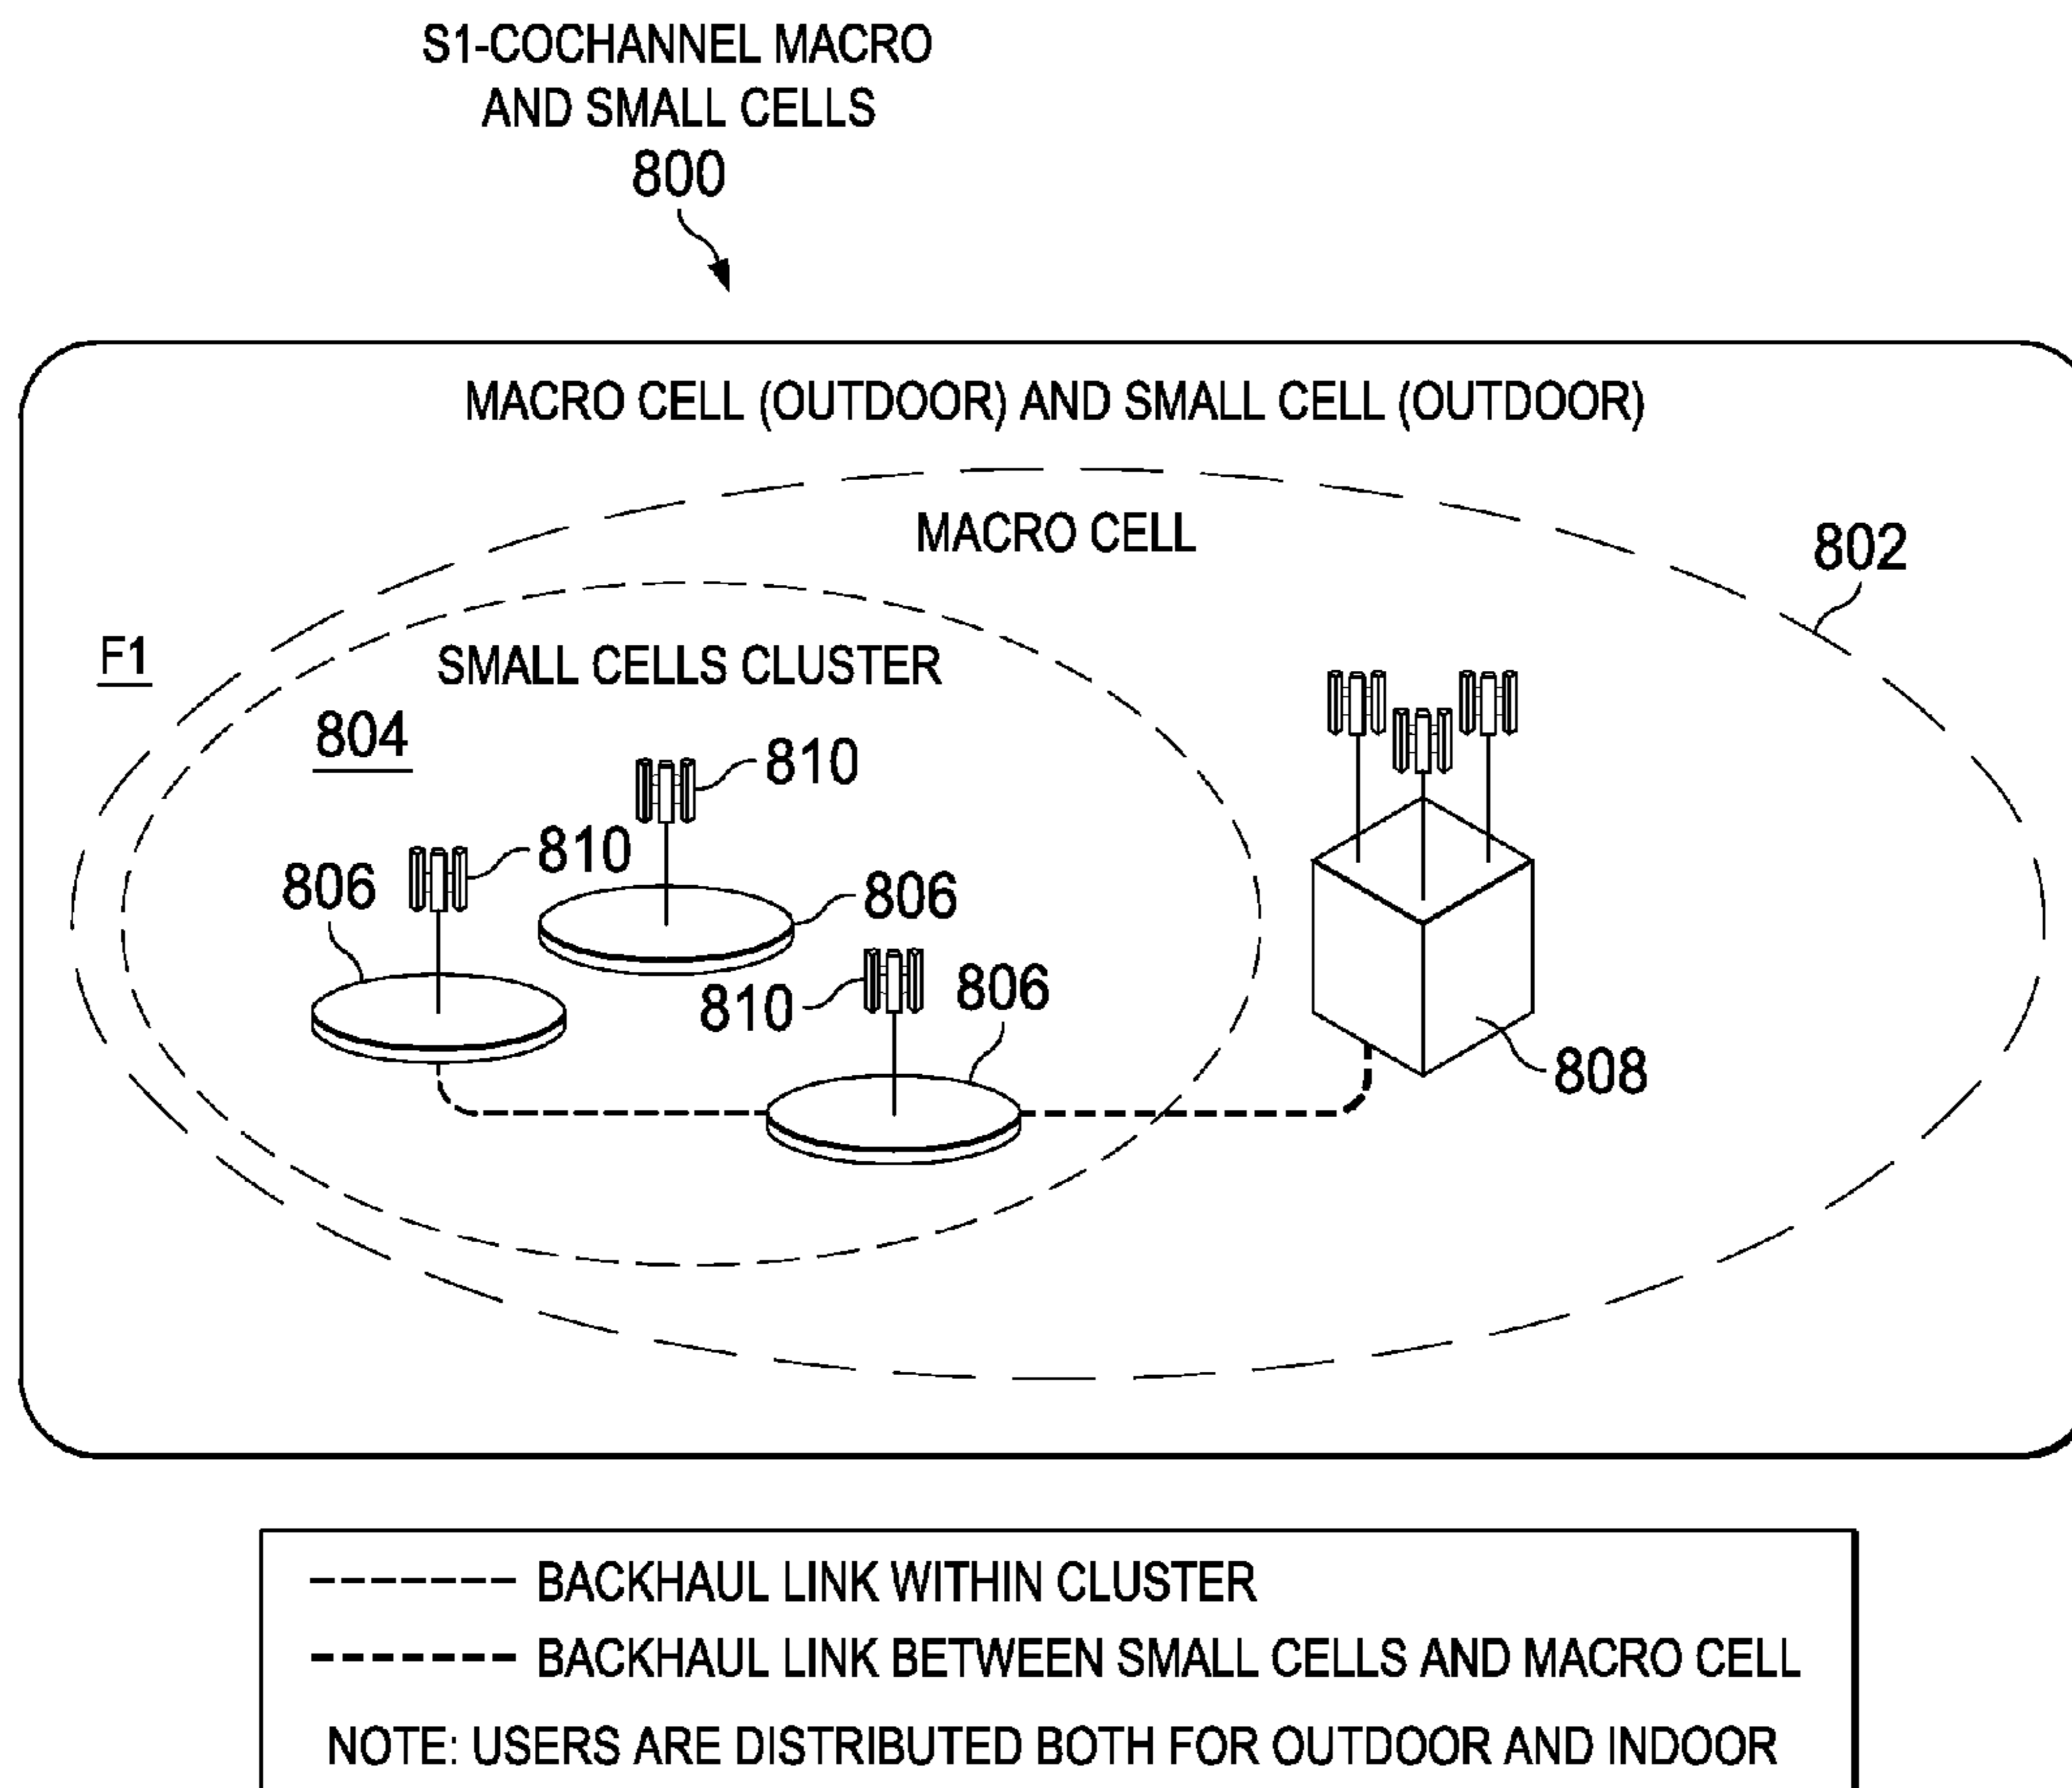 S1-COCHANNEL MACRO
AND SMALL CELLS
800
MACRO CELL (OUTDOOR) AND SMALL CELL (OUTDOOR)
MACRO CELL
802
F1
SMALL CELLS CLUSTER
804
810
810
806
806
810
806
808
BACKHAUL LINK WITHIN CLUSTER
BACKHAUL LINK BETWEEN SMALL CELLS AND MACRO CELL
NOTE: USERS ARE DISTRIBUTED BOTH FOR OUTDOOR AND INDOOR